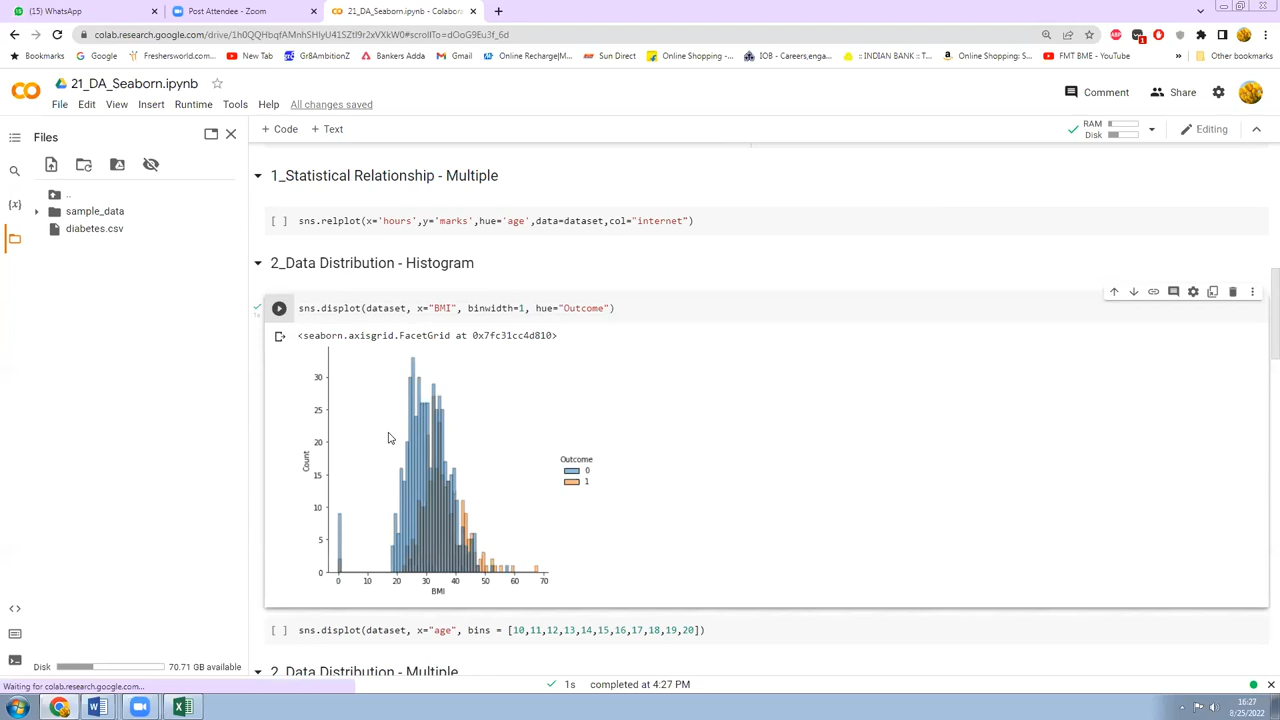 (15) WhatsApp
Post Attendee - Zoom
21_DA_Seaborn.ipynb - Colabora
colab.research.google.com/drive/1h0QQHbqfAMnhSHlyU41SZtl9r2xVXkW0#scrollTo=dOoG9Eu3f_6d
Bookmarks
Google
Freshersworld.com...
New Tab
Gr8AmbitionZ
Bankers Adda
Gmail
Online Recharge|M...
Sun Direct
Online Shopping -...
IOB - Careers,eng...
:: INDIAN BANK :: T...
Online Shopping: S...
FMT BME - YouTube
»
Other bookmarks
21_DA_Seaborn.ipynb
File Edit View Insert Runtime Tools Help All changes saved
Comment
Share
Files
+ Code + Text
RAM
Disk
Editing
..
sample_data
diabetes.csv
1_Statistical Relationship - Multiple
[ ] sns.relplot(x='hours',y='marks',hue='age',data=dataset,col="internet")
2_Data Distribution - Histogram
sns.displot(dataset, x="BMI", binwidth=1, hue="Outcome")
1s
<seaborn.axisgrid.FacetGrid at 0x7fc31cc4d810>
30
25
20
15
10
5
0
Count
0 10 20 30 40 50 60 70
BMI
Outcome
0
1
[ ] sns.displot(dataset, x="age", bins = [10,11,12,13,14,15,16,17,18,19,20])
2_Data Distribution - Multiple
Disk
70.71 GB available
Waiting for colab.research.google.com...
1s completed at 4:27 PM
16:27
8/25/2022